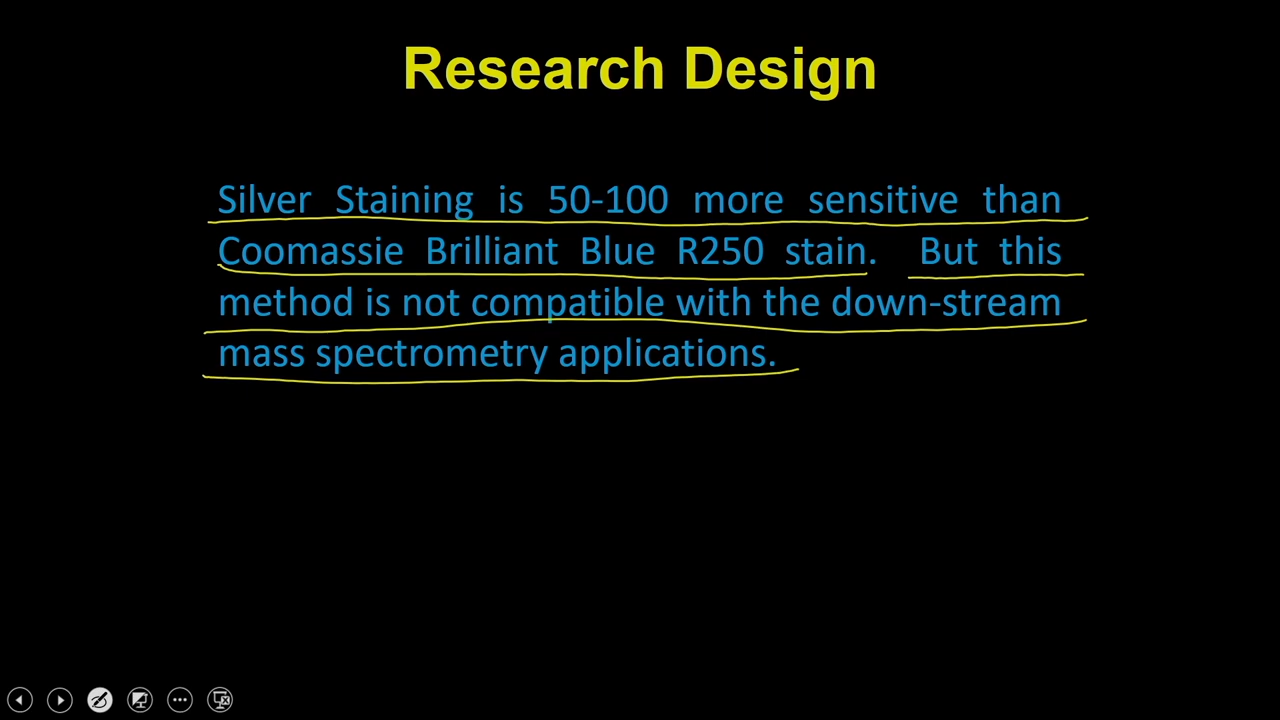 Research Design
Silver Staining is 50-100 more sensitive than
Coomassie Brilliant Blue R250 stain. But this
method is not compatible with the down-stream
mass spectrometry applications.